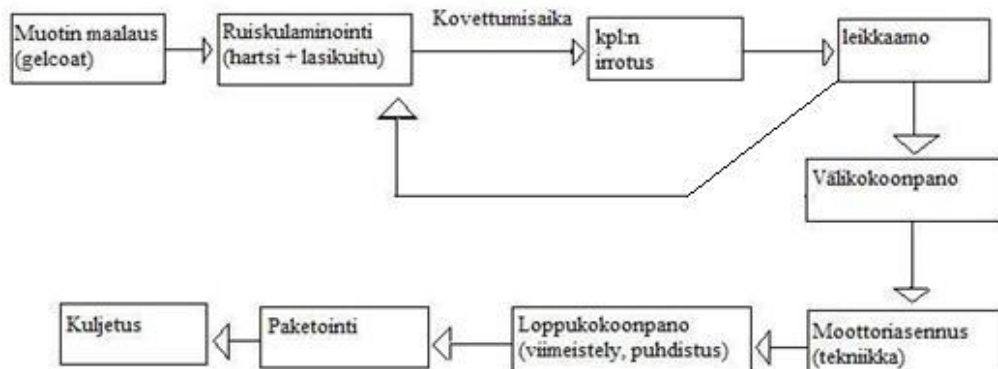 Muotin maalaus
(gelcoat)
Ruiskulaminointi
(hartsi + lasikuitu)
Kovettumisaika
kpl:n
irrotus
leikkaamo
Välikokoonpano
Moottoriasennus
(tekniikka)
Loppukokoonpano
(viimeistely, puhdistus)
Paketointi
Kuljetus